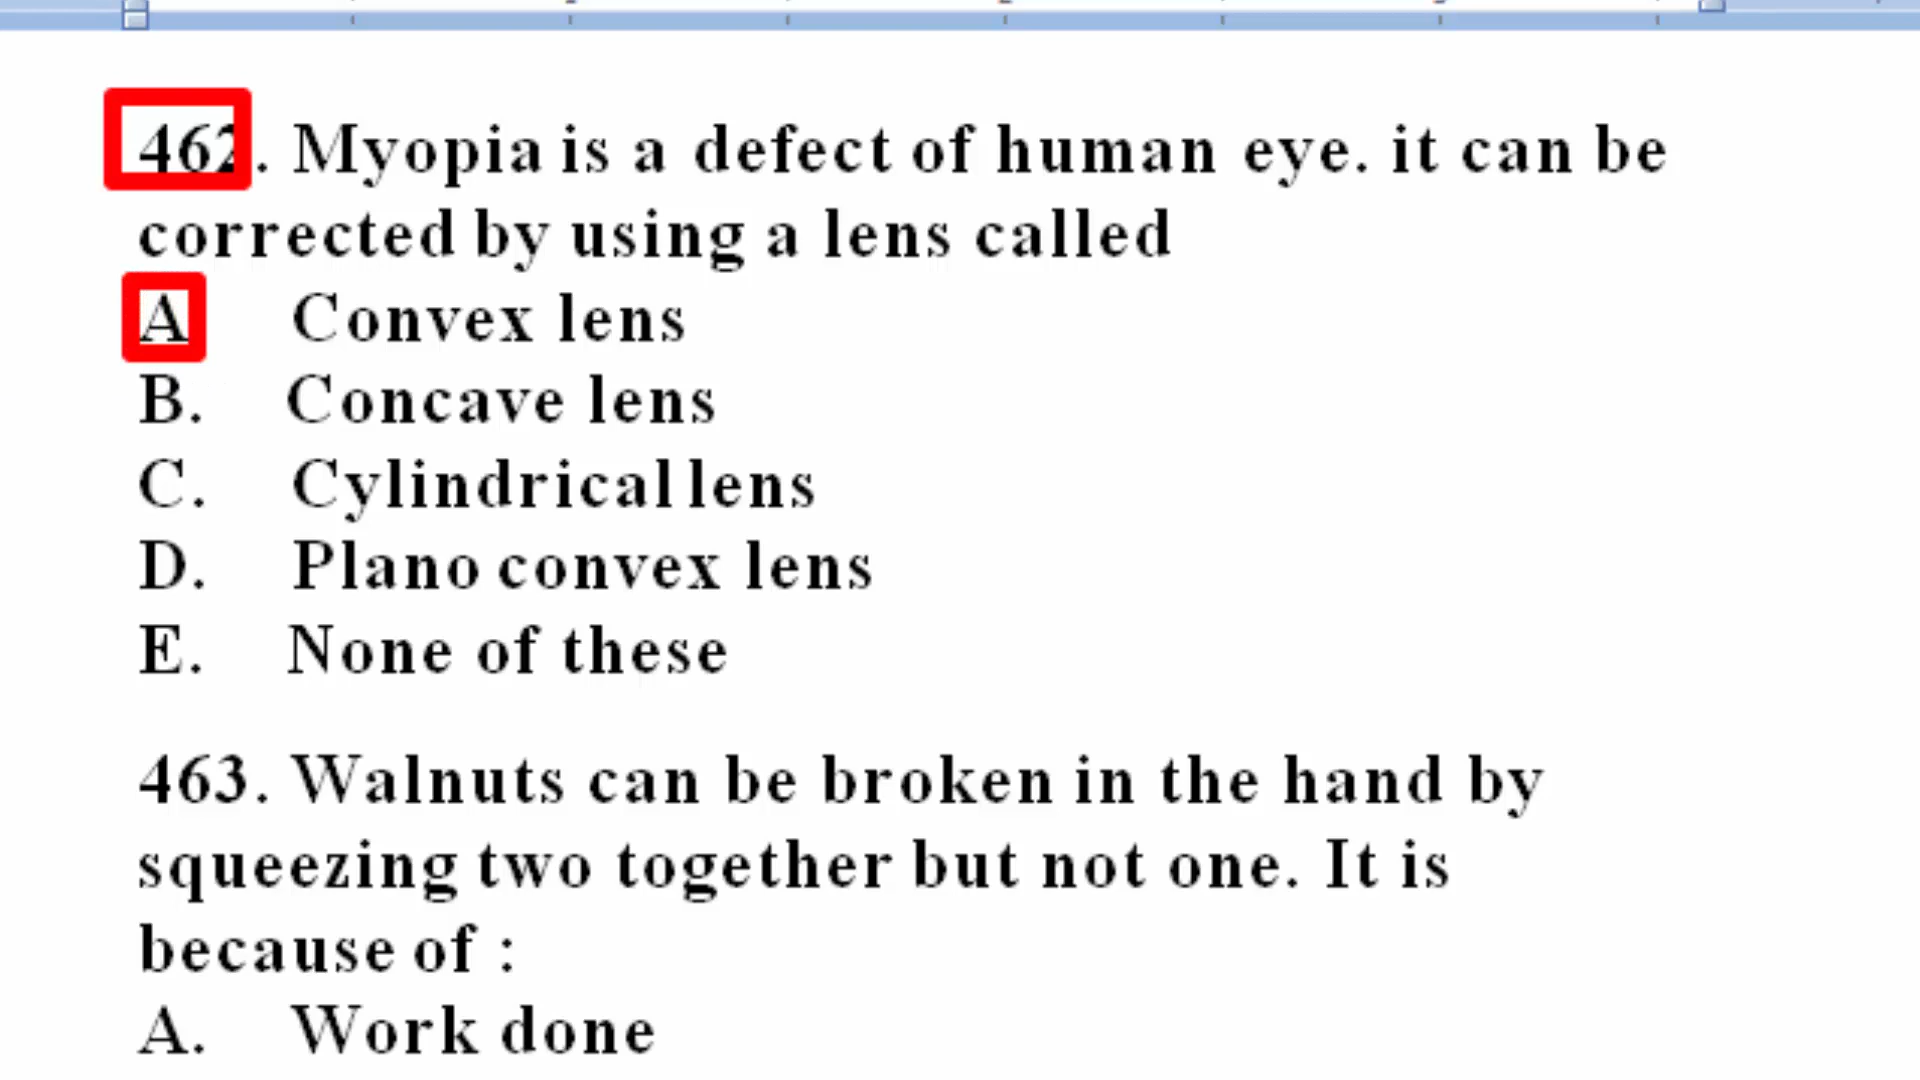 462. Myopia is a defect of human eye. it can be
corrected by using a lens called
A Convex lens
B. Concave lens
C. Cylindrical lens
D. Plano convex lens
E. None of these
463. Walnuts can be broken in the hand by
squeezing two together but not one. It is
because of :
A. Work done